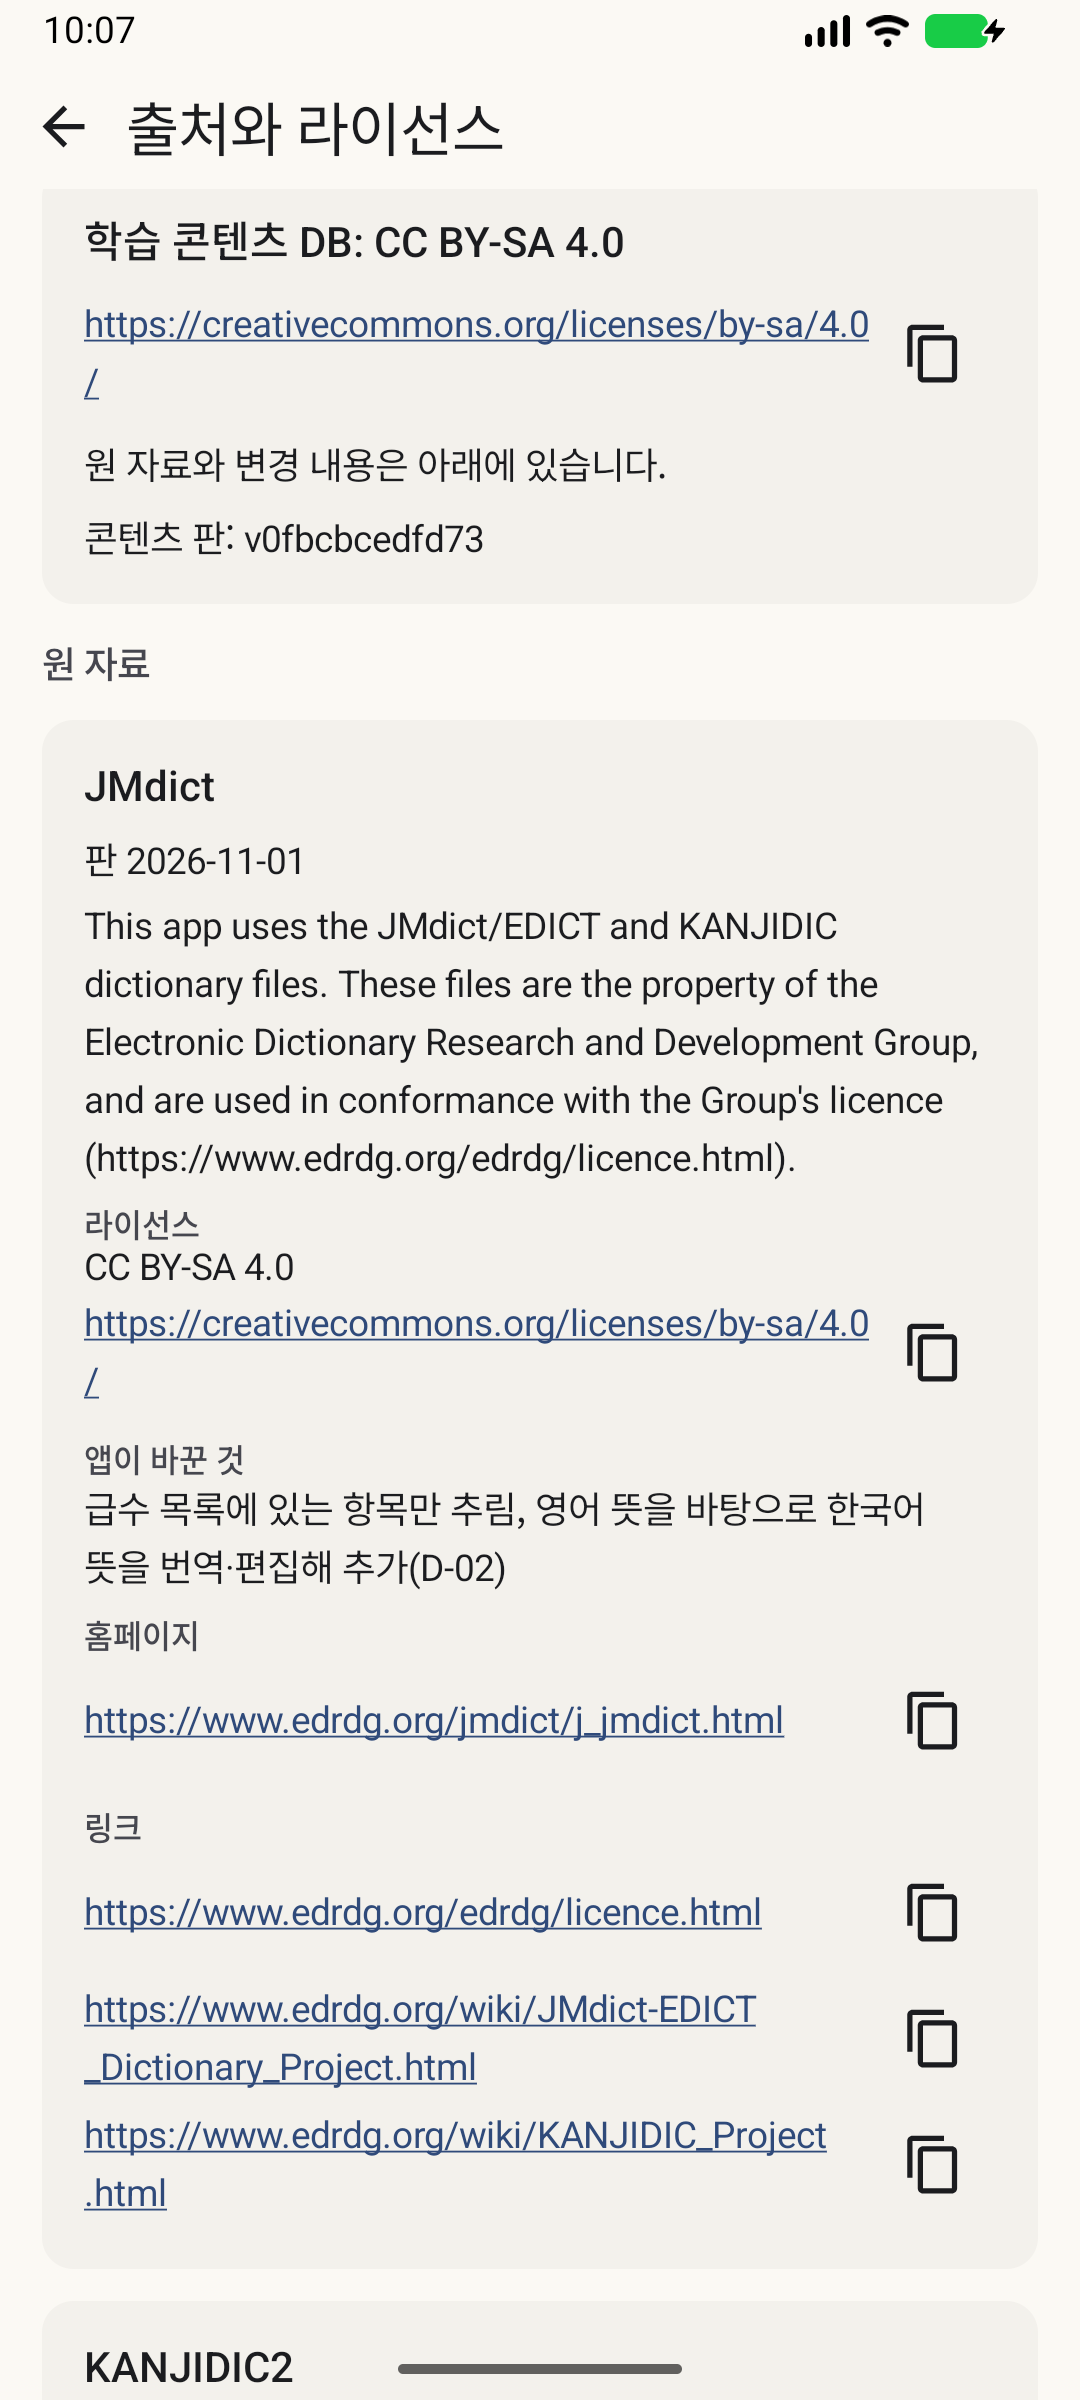 10:07
출처와 라이선스
학습 콘텐츠 DB: CC BY-SA 4.0
https://creativecommons.org/licenses/by-sa/4.0
/
원 자료와 변경 내용은 아래에 있습니다.
콘텐츠 판: v0fbcbcedfd73
원 자료
JMdict
판 2026-11-01
This app uses the JMdict/EDICT and KANJIDIC
dictionary files. These files are the property of the
Electronic Dictionary Research and Development Group,
and are used in conformance with the Group's licence
(https://www.edrdg.org/edrdg/licence.html).
라이선스
CC BY-SA 4.0
https://creativecommons.org/licenses/by-sa/4.0
/
앱이 바꾼 것
급수 목록에 있는 항목만 추림, 영어 뜻을 바탕으로 한국어
뜻을 번역·편집해 추가(D-02)
홈페이지
https://www.edrdg.org/jmdict/j_jmdict.html
링크
https://www.edrdg.org/edrdg/licence.html
https://www.edrdg.org/wiki/JMdict-EDICT
_Dictionary_Project.html
https://www.edrdg.org/wiki/KANJIDIC_Project
.html
KANJIDIC2